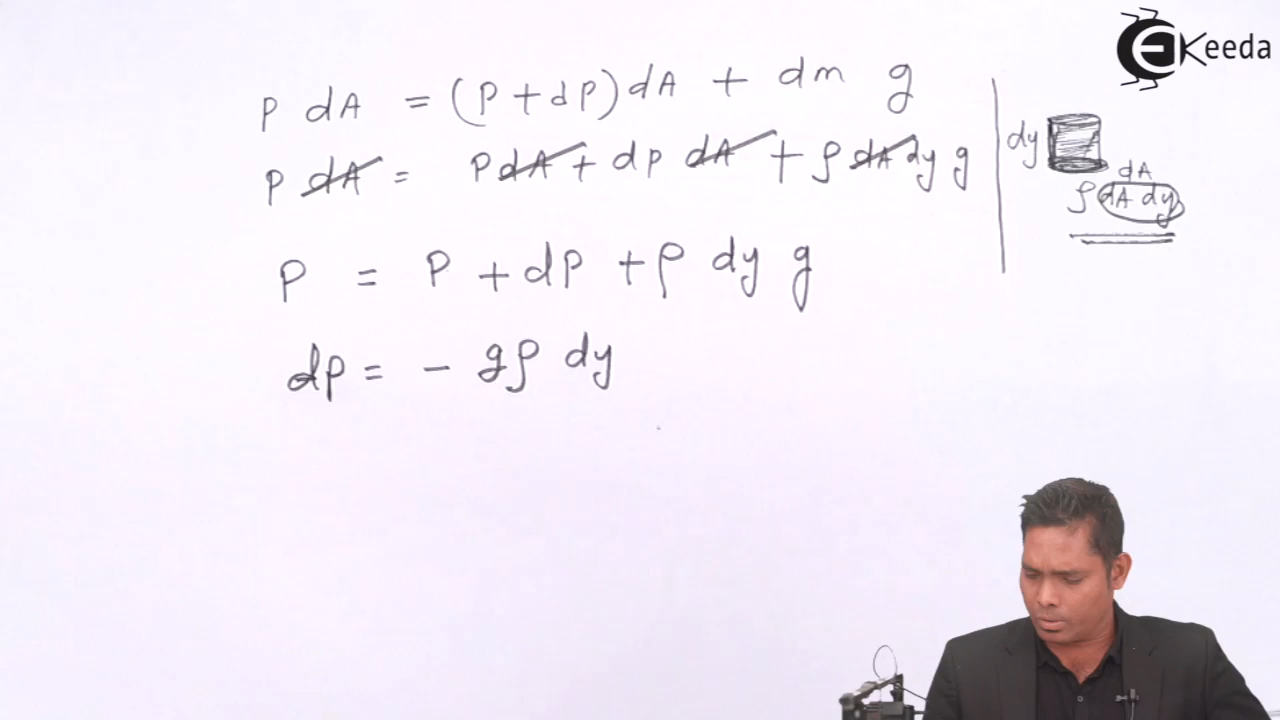 EKeeda
P dA = (P + dP) dA + dm g
P dA = P dA + dP dA + ρ dA dy g
P = P + dP + ρ dy g
dP = - gρ dy
dy
dA
ρ dA dy